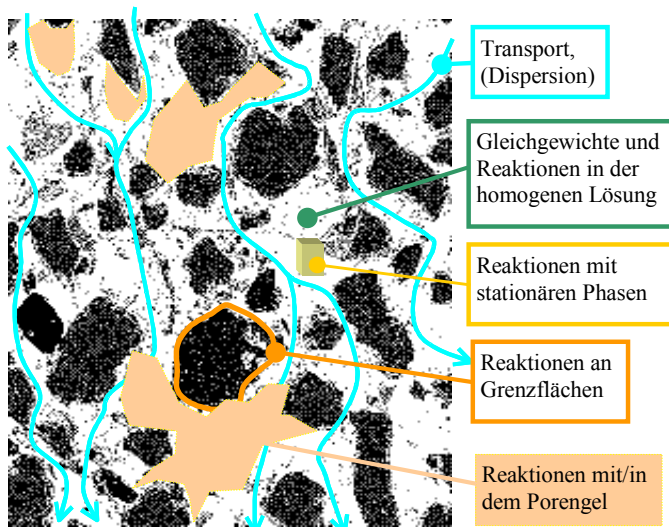 Transport,
(Dispersion)
Gleichgewichte und
Reaktionen in der
homogenen Lösung
Reaktionen mit
stationären Phasen
Reaktionen an
Grenzflächen
Reaktionen mit/in
dem Porengel